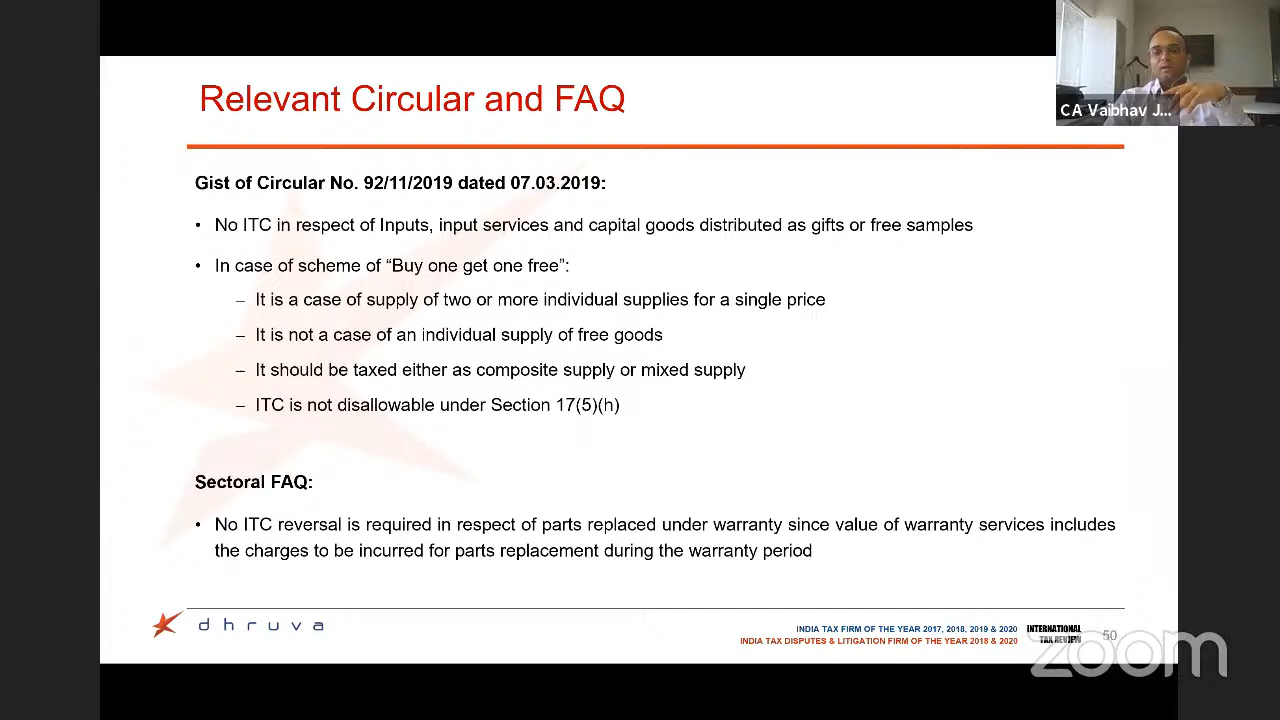 Relevant Circular and FAQ
CA Vaibhav J...
Gist of Circular No. 92/11/2019 dated 07.03.2019:
• No ITC in respect of Inputs, input services and capital goods distributed as gifts or free samples
• In case of scheme of “Buy one get one free”:
– It is a case of supply of two or more individual supplies for a single price
– It is not a case of an individual supply of free goods
– It should be taxed either as composite supply or mixed supply
– ITC is not disallowable under Section 17(5)(h)
Sectoral FAQ:
• No ITC reversal is required in respect of parts replaced under warranty since value of warranty services includes
the charges to be incurred for parts replacement during the warranty period
dhruva
INDIA TAX FIRM OF THE YEAR 2017, 2018, 2019 & 2020
INDIA TAX DISPUTES & LITIGATION FIRM OF THE YEAR 2018 & 2020
INTERNATIONAL
TAX REVIEW
50
zoom